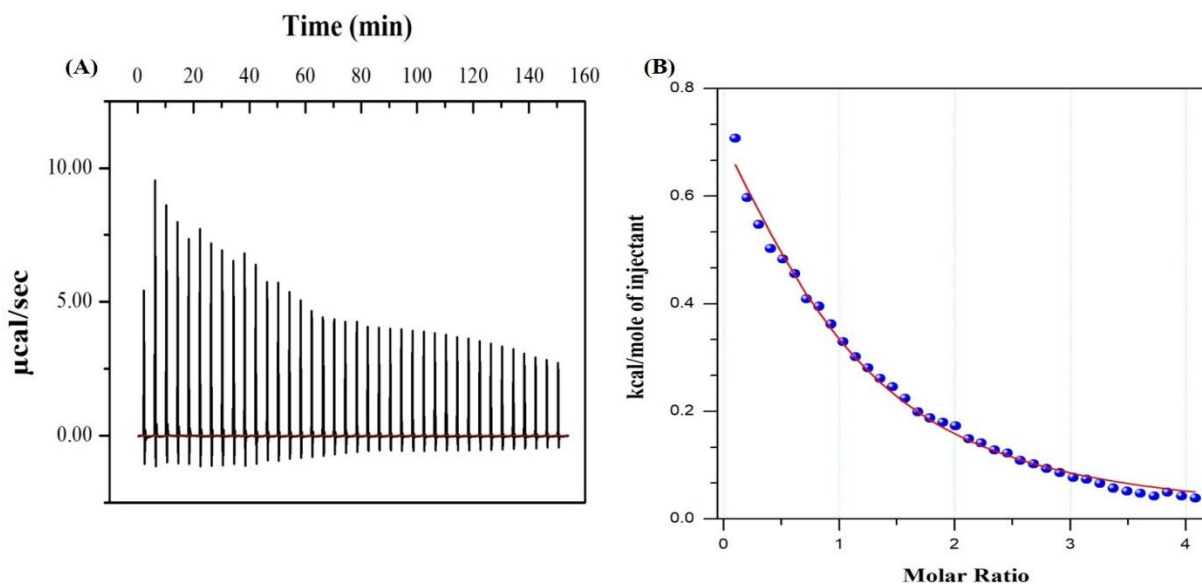 Time (min)
(A)
0 20 40 60 80 100 120 140 160
10.00
5.00
0.00
μcal/sec
(B)
0.8
0.6
0.4
0.2
0.0
kcal/mole of injectant
0 1 2 3 4
Molar Ratio